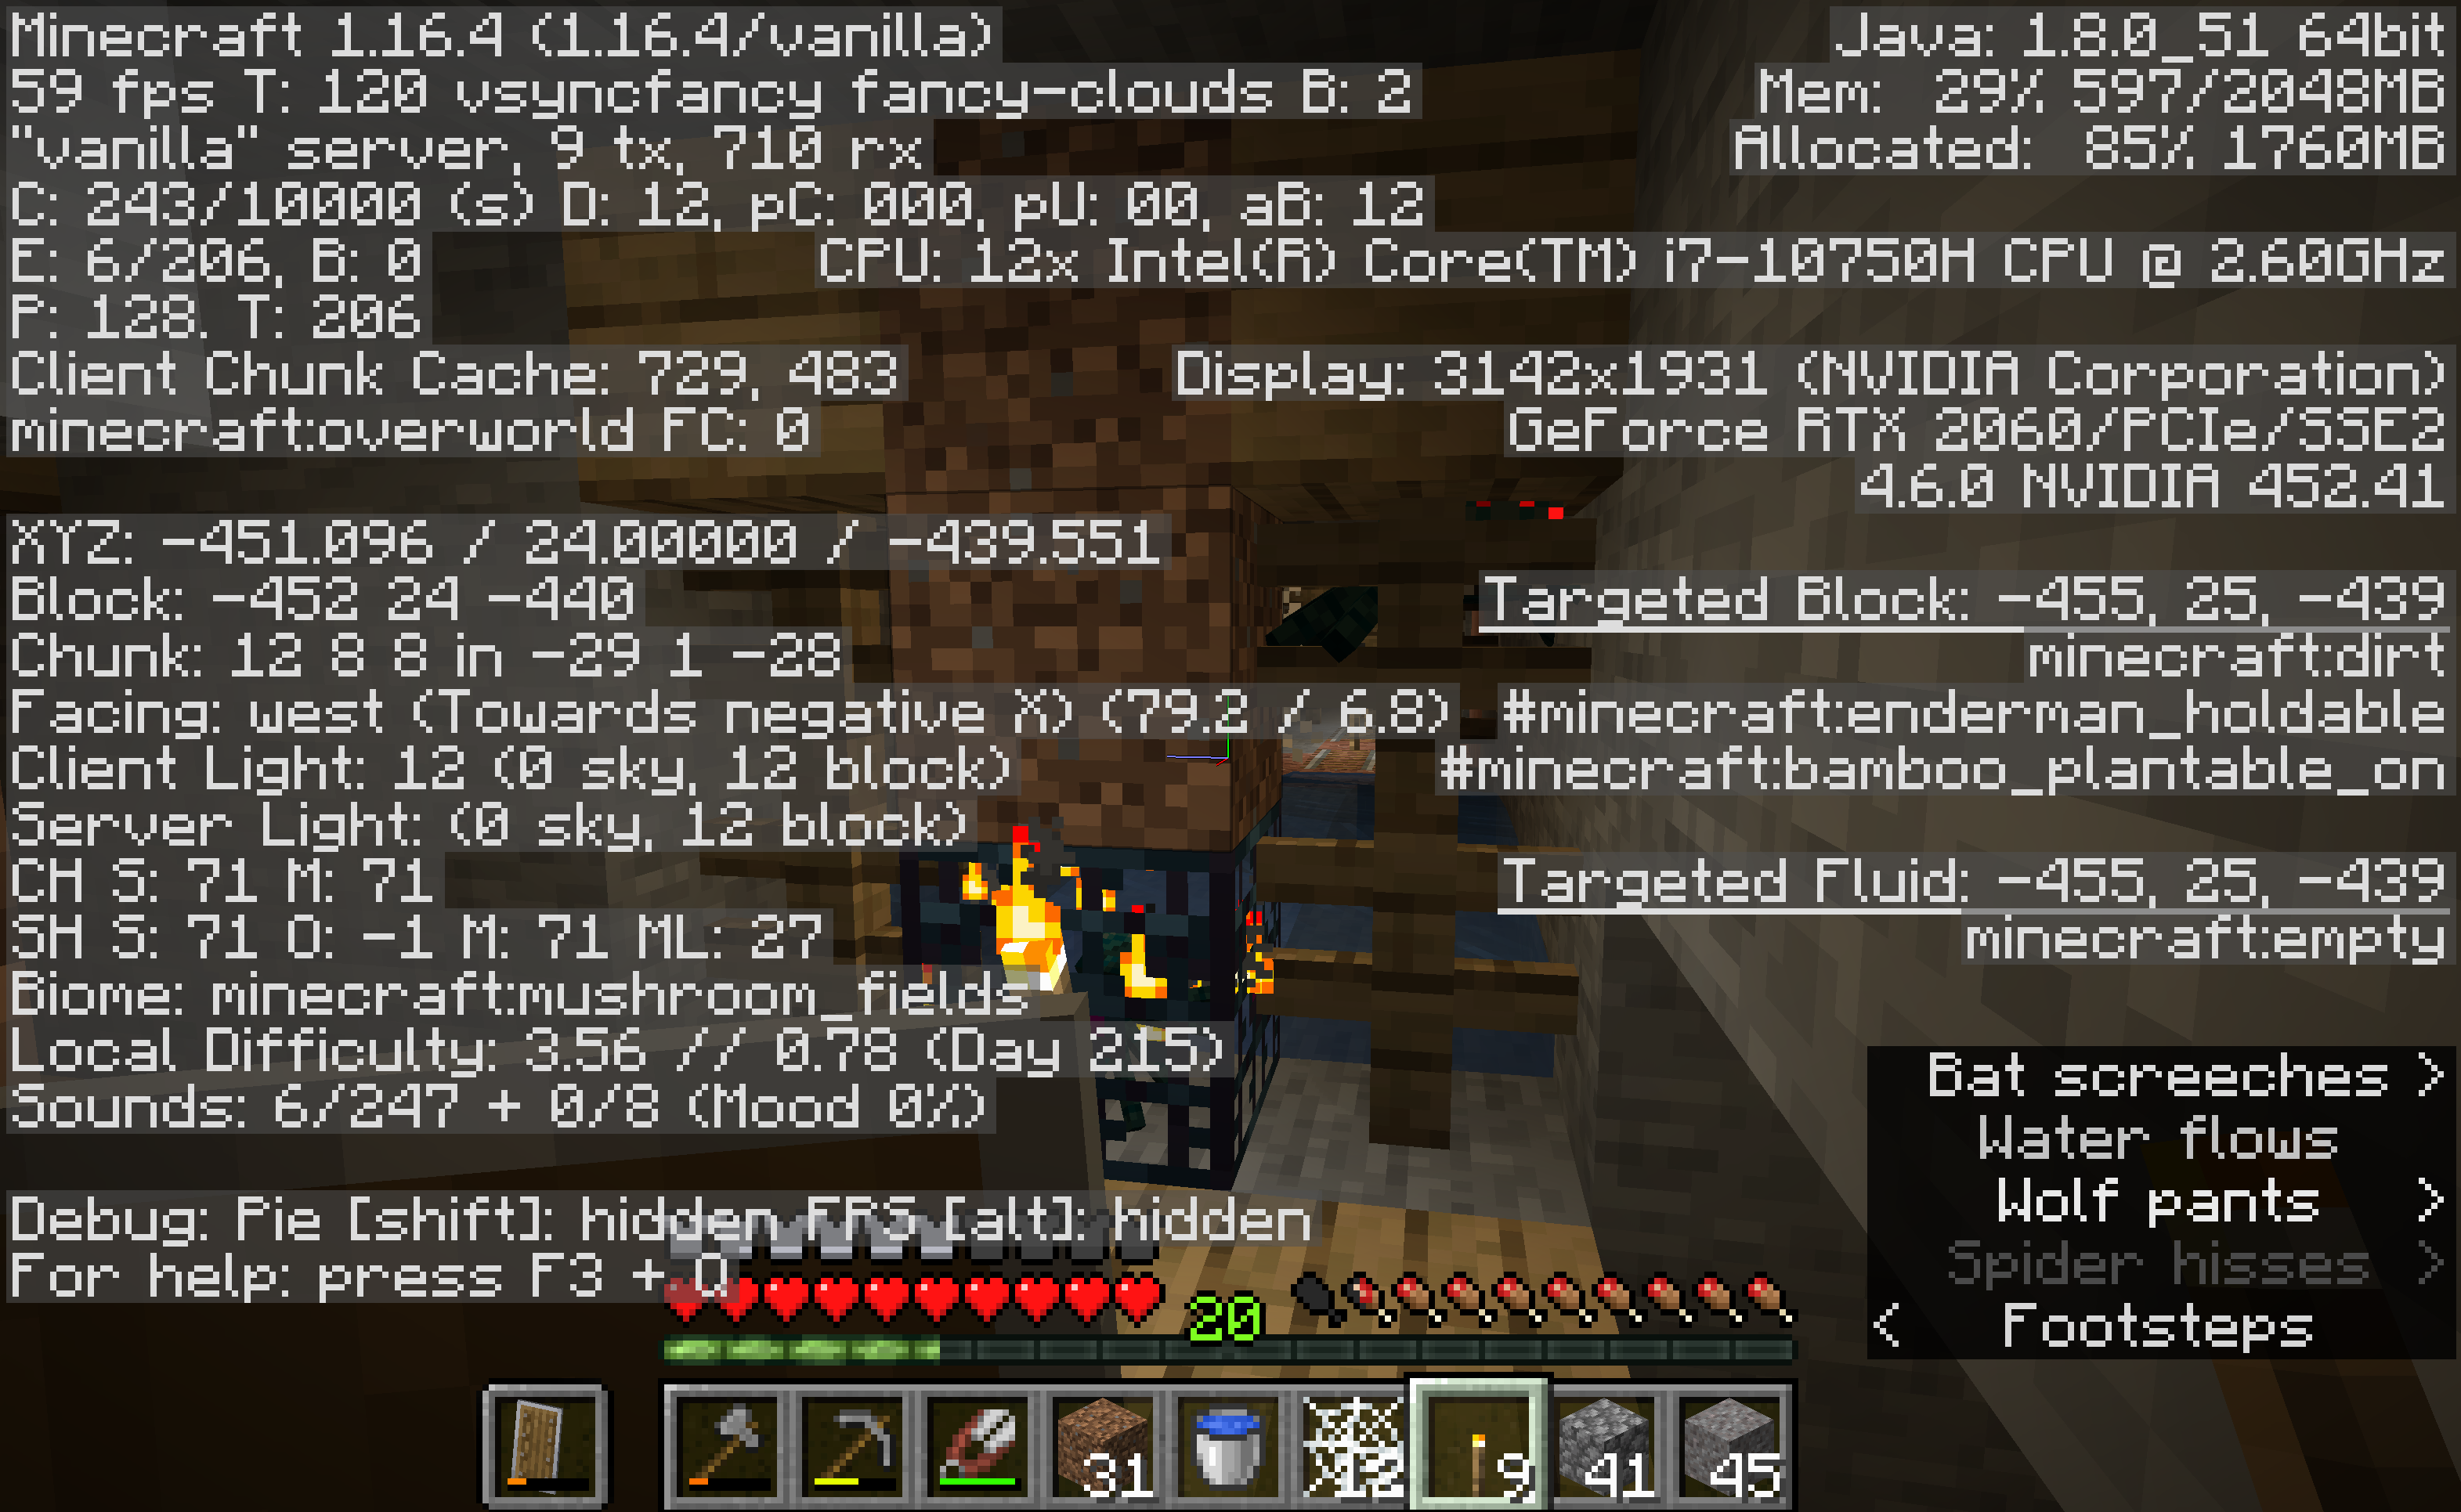 Minecraft 1.16.4 (1.16.4/vanilla)
59 fps T: 120 vsyncfancy fancy-clouds B: 2
"vanilla" server, 9 tx, 710 rx
C: 243/10000 (s) D: 12, pC: 000, pU: 00, aB: 12
E: 6/206, B: 0
P: 128. T: 206
Client Chunk Cache: 729, 483
minecraft:overworld FC: 0
XYZ: -451.096 / 24.00000 / -439.551
Block: -452 24 -440
Chunk: 12 8 8 in -29 1 -28
Facing: west (Towards negative X) (79.2 / 6.8)
Client Light: 12 (0 sky, 12 block)
Server Light: (0 sky, 12 block)
CH S: 71 M: 71
SH S: 71 O: -1 M: 71 ML: 27
Biome: minecraft:mushroom_fields
Local Difficulty: 3.56 // 0.78 (Day 215)
Sounds: 6/247 + 0/8 (Mood 0%)
Debug: Pie [shift]: hidden FPS [alt]: hidden
For help: press F3 + Q
Java: 1.8.0_51 64bit
Mem: 29% 597/2048MB
Allocated: 85% 1760MB
CPU: 12x Intel(R) Core(TM) i7-10750H CPU @ 2.60GHz
Display: 3142x1931 (NVIDIA Corporation)
GeForce RTX 2060/PCIe/SSE2
4.6.0 NVIDIA 452.41
Targeted Block: -455, 25, -439
minecraft:dirt
#minecraft:enderman_holdable
#minecraft:bamboo_plantable_on
Targeted Fluid: -455, 25, -439
minecraft:empty
Bat screeches >
Water flows
Wolf pants >
Spider hisses >
< Footsteps
20
31 12 9 41 45